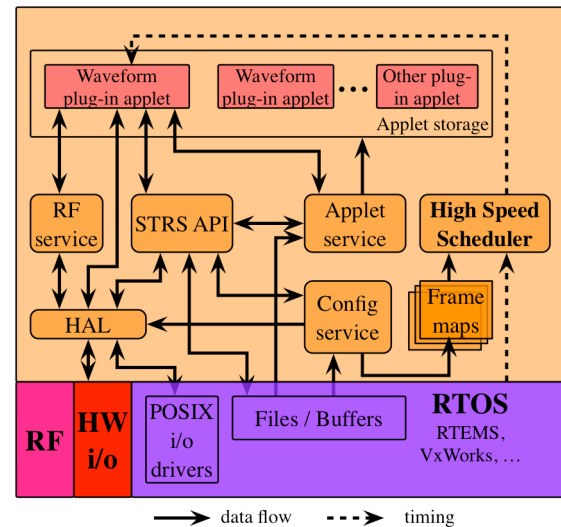 Waveform
plug-in applet
Waveform
plug-in applet
Other plug-
in applet
Applet storage
RF
service
STRS API
Applet
service
High Speed
Scheduler
HAL
Config
service
Frame
maps
RF
HW
i/o
POSIX
i/o
drivers
Files / Buffers
RTOS
RTEMS,
VxWorks, ...
data flow
timing